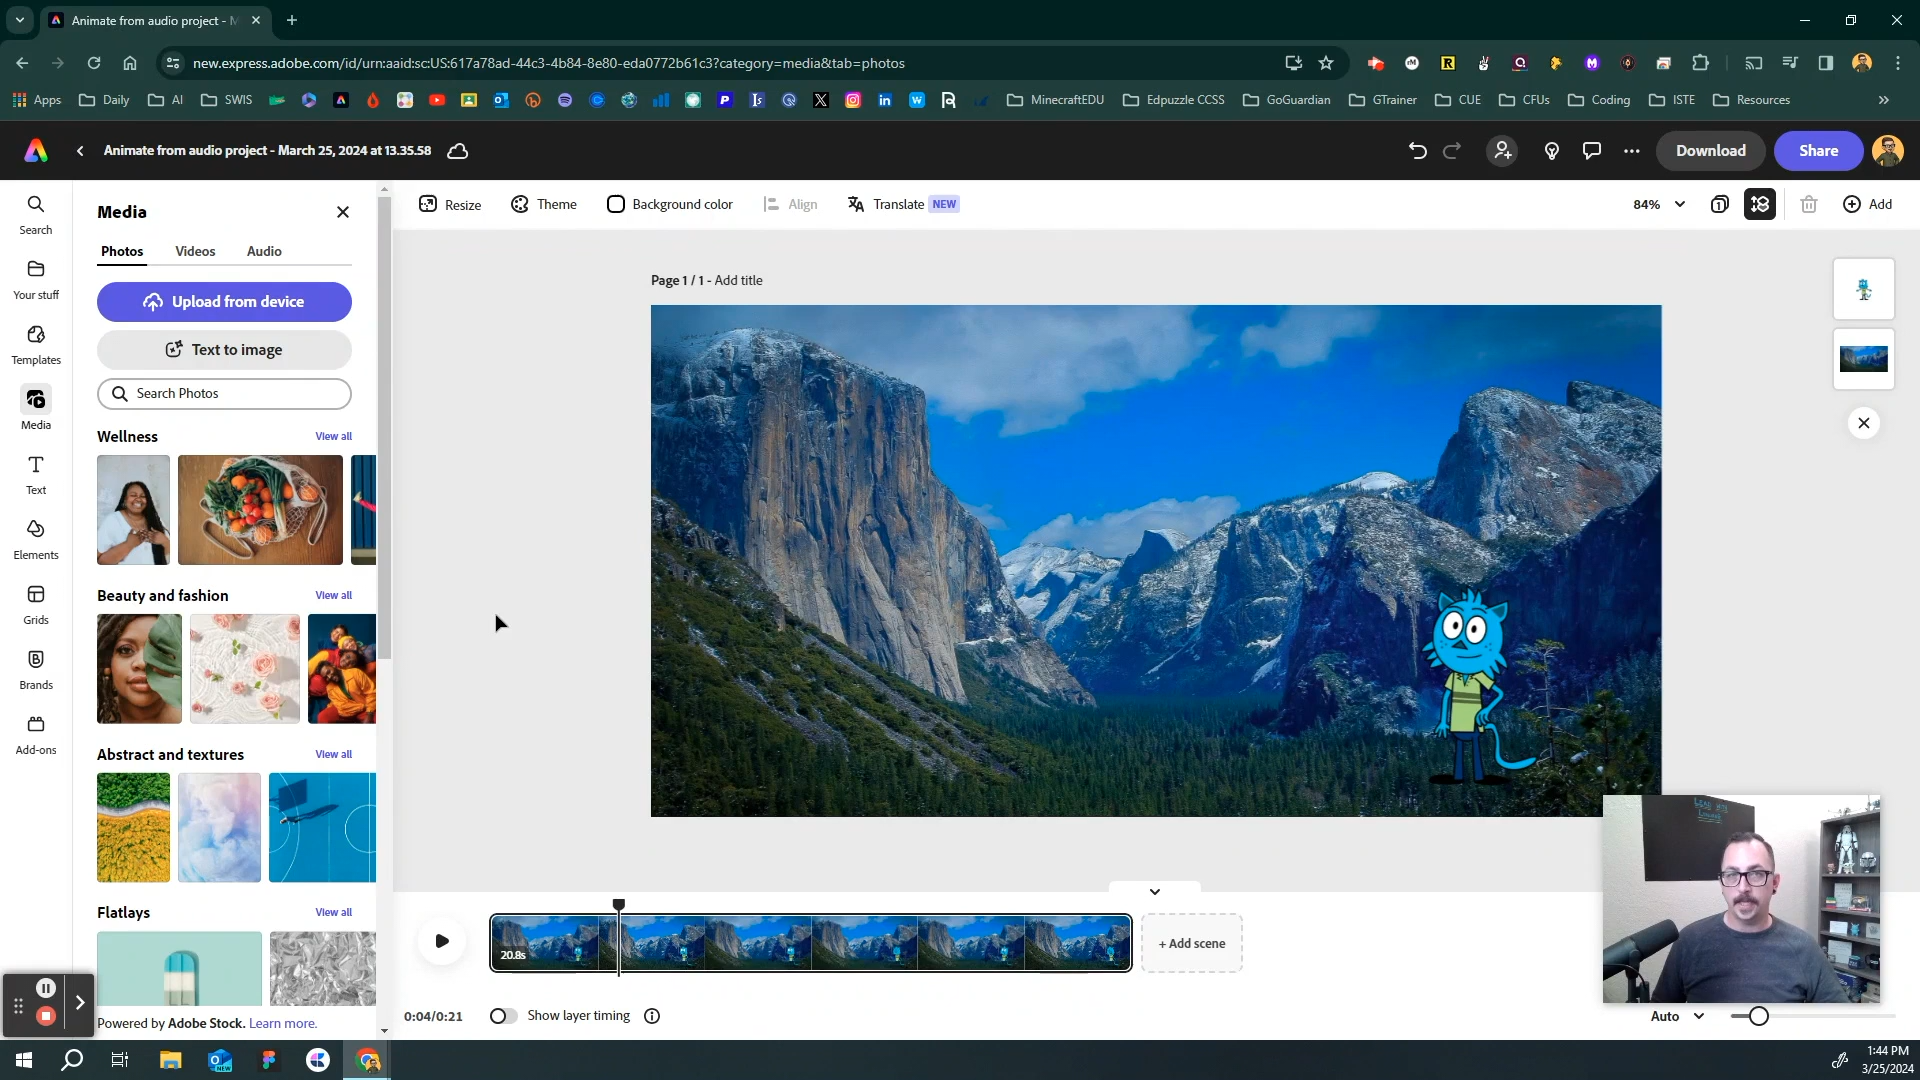 Animate from audio project - M
new.express.adobe.com/id/urn:aaid:sc:US:617a78ad-44c3-4b84-8e80-eda0772b61c3?category=media&tab=photos
Apps Daily AI SWIS MinecraftEDU Edpuzzle CCSS GoGuardian GTrainer CUE CFUs Coding ISTE Resources
Animate from audio project - March 25, 2024 at 13.35.58
Download
Share
Search
Your stuff
Templates
Media
Text
Elements
Grids
Brands
Add-ons
Media
Photos Videos Audio
Upload from device
Text to image
Search Photos
Wellness View all
Beauty and fashion View all
Abstract and textures View all
Flatlays View all
Powered by Adobe Stock. Learn more.
Resize Theme Background color Align Translate NEW
84%
1
Add
Page 1 / 1 - Add title
20.8s
+ Add scene
0:04/0:21
Show layer timing
Auto
LEAD WITH
NEW
1:44 PM
3/25/2024